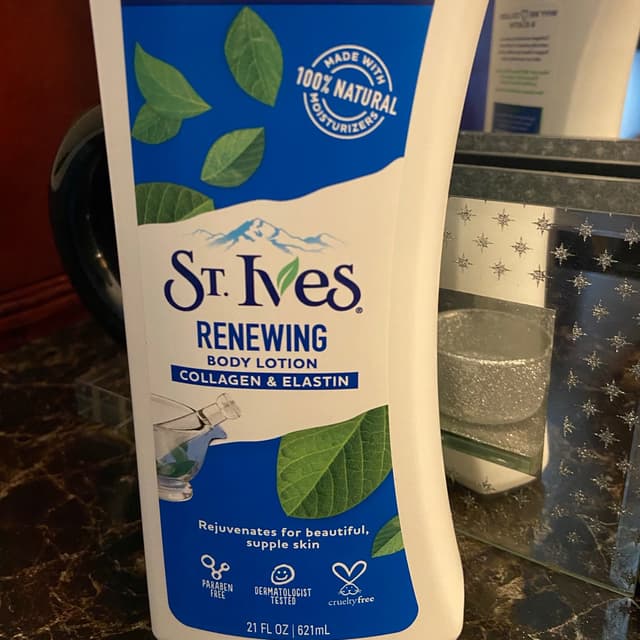 MADE WITH
100% NATURAL
MOISTURIZERS
ST. IVES®
RENEWING
BODY LOTION
COLLAGEN & ELASTIN
Rejuvenates for beautiful,
supple skin
PARABEN
FREE
DERMATOLOGIST
TESTED
crueltyfree
21 FL OZ | 621mL